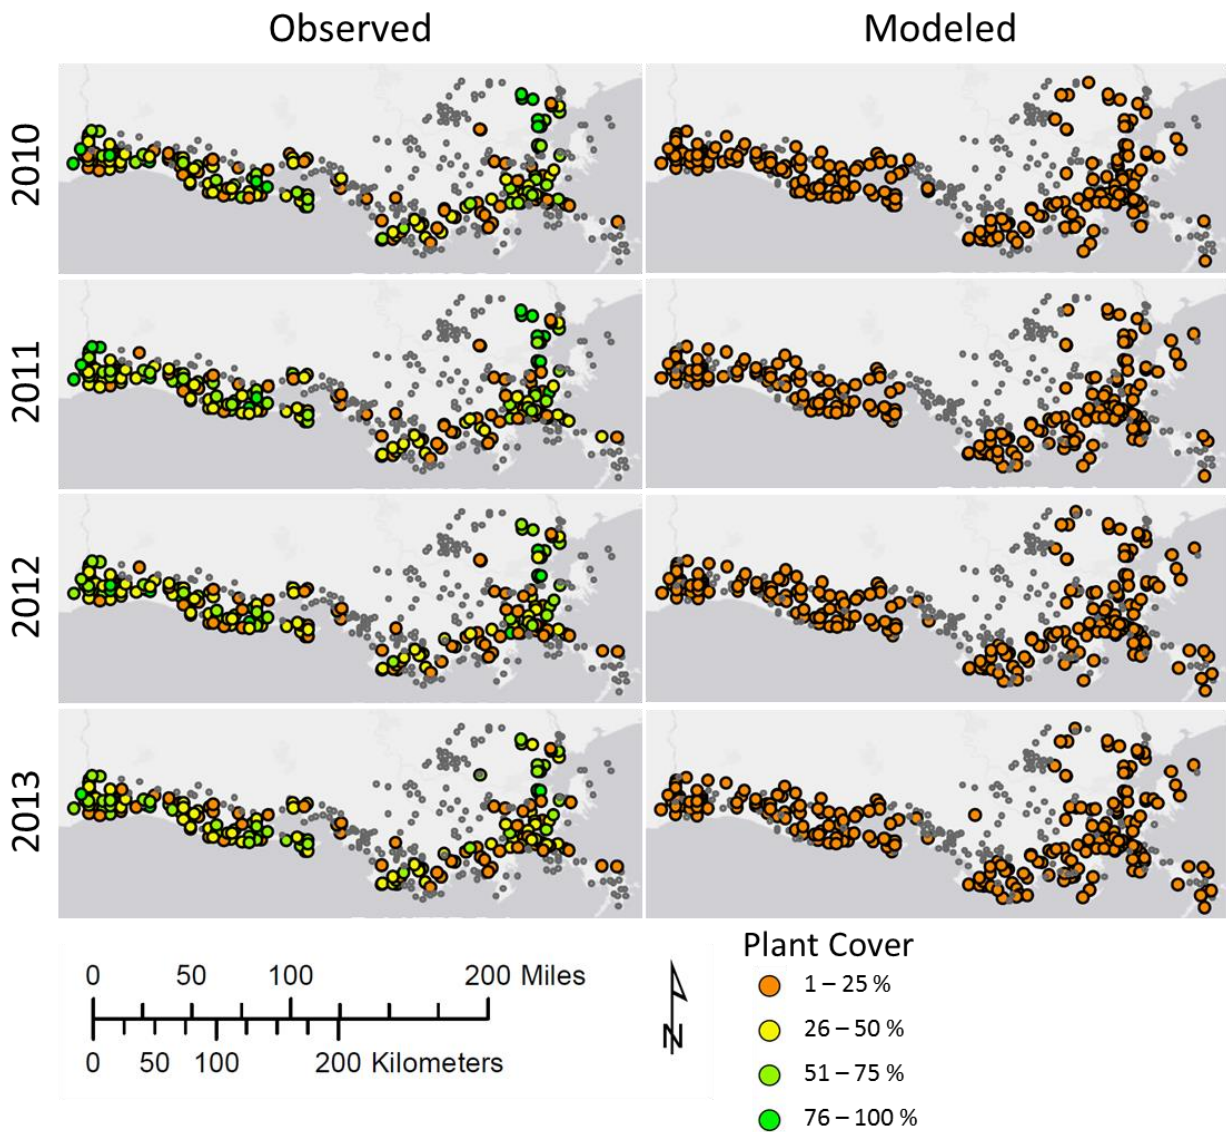 Observed Modeled
2010
2011
2012
2013
0 50 100 200 Miles
0 50 100 200 Kilometers
N
Plant Cover
1 – 25 %
26 – 50 %
51 – 75 %
76 – 100 %